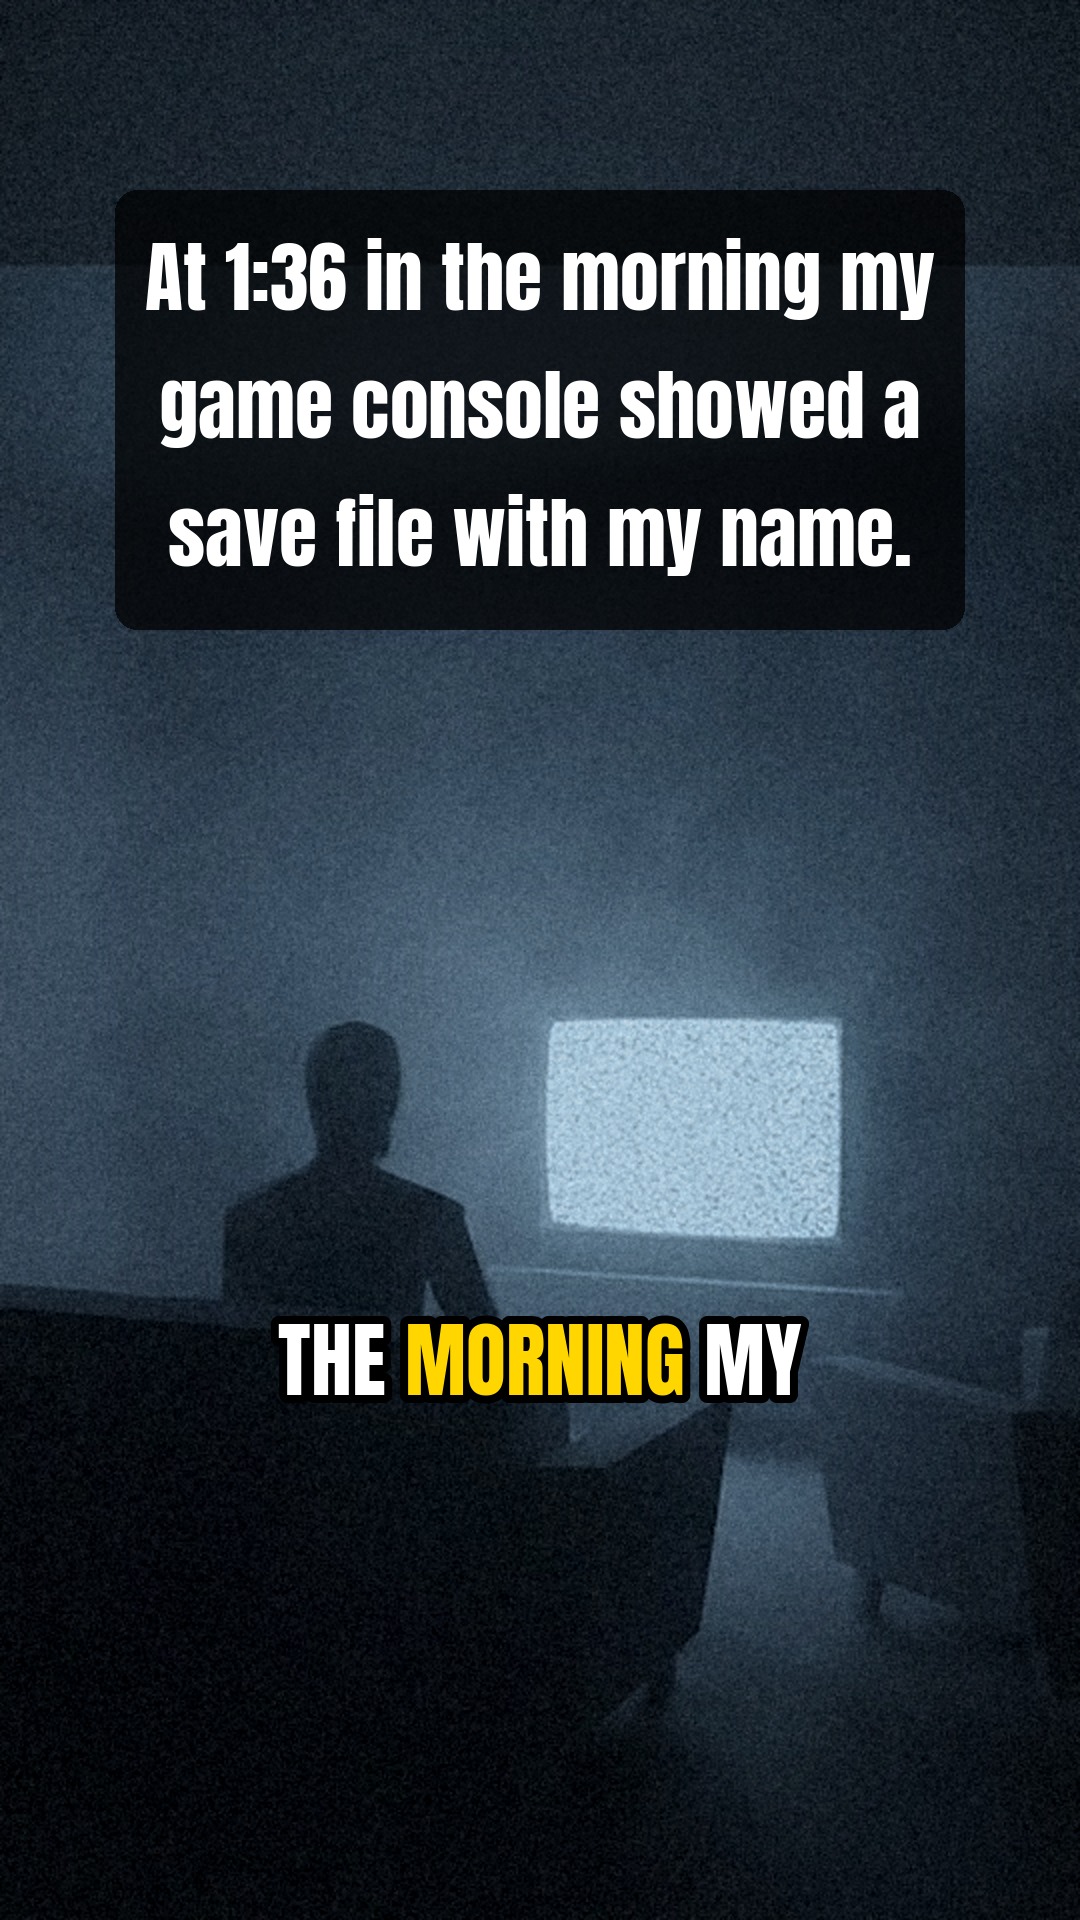 At 1:36 in the morning my
game console showed a
save file with my name.
THE MORNING MY